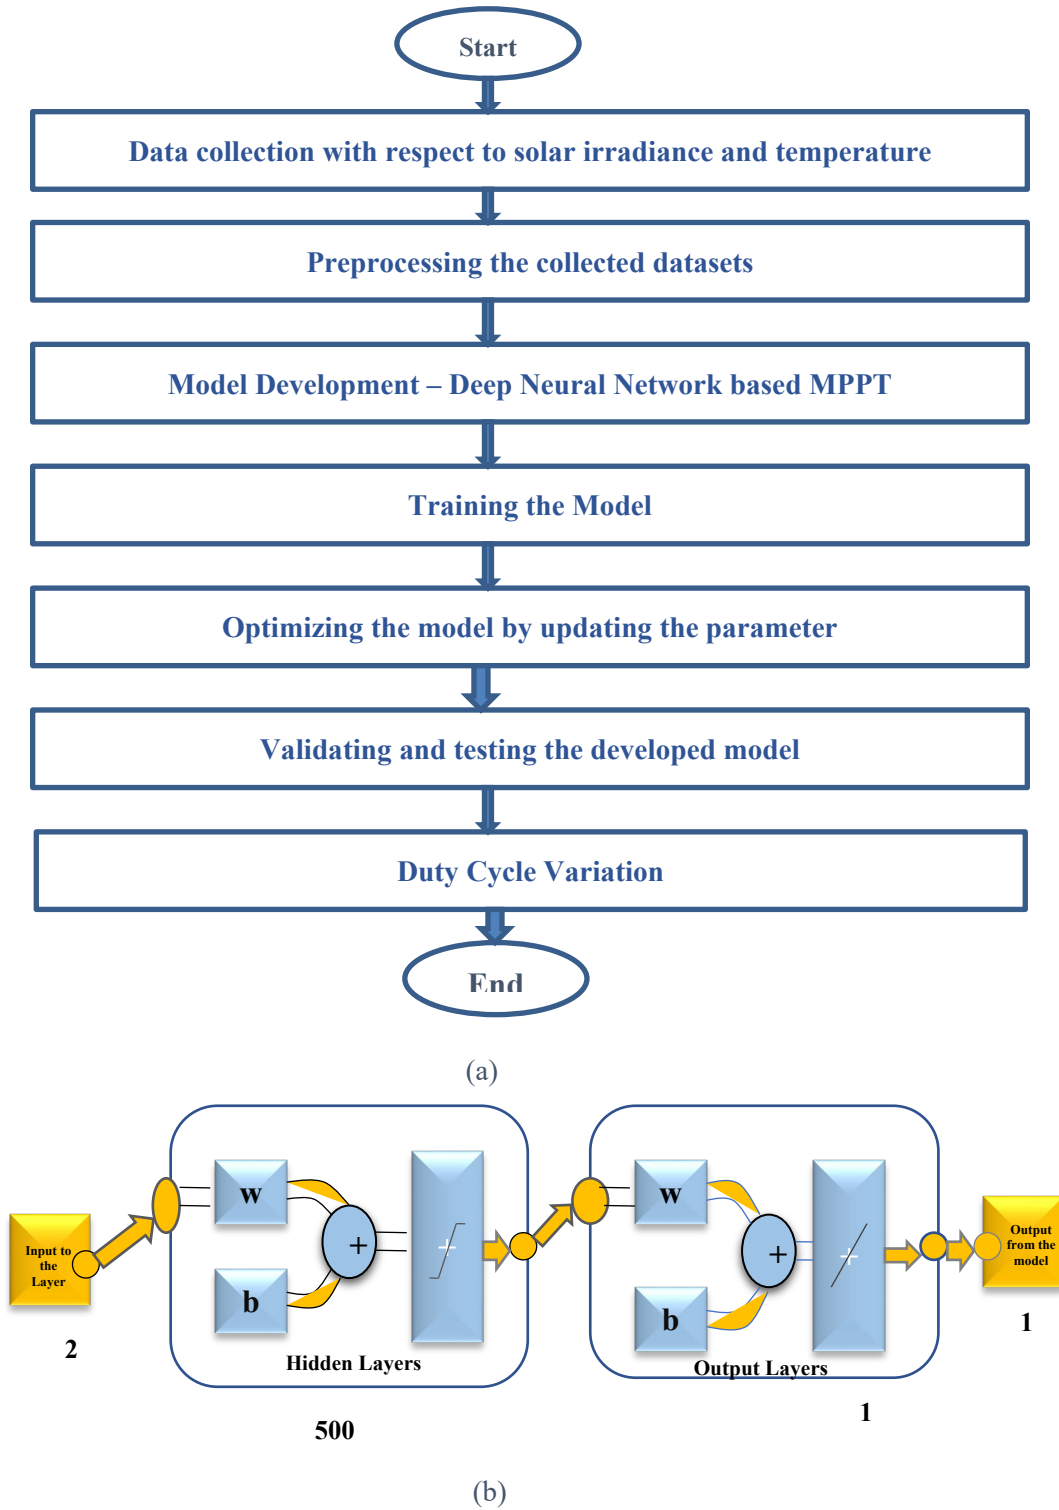 Start
Data collection with respect to solar irradiance and temperature
Preprocessing the collected datasets
Model Development – Deep Neural Network based MPPT
Training the Model
Optimizing the model by updating the parameter
Validating and testing the developed model
Duty Cycle Variation
End
(a)
Input to
the
Layer
2
w
b
+
+
Hidden Layers
500
w
b
+
+
Output Layers
1
Output
from the
model
1
(b)